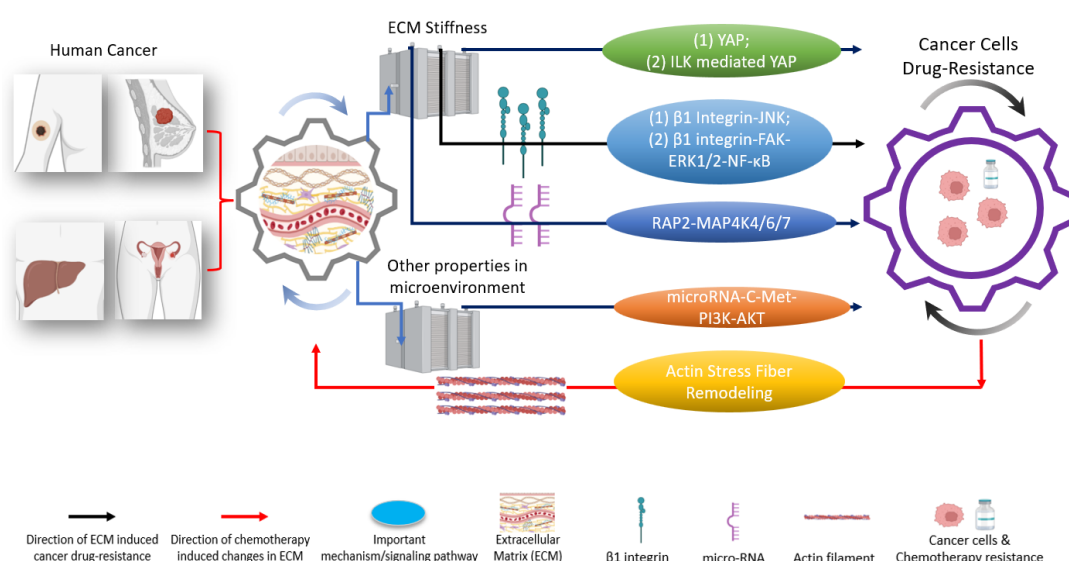 Human Cancer
ECM Stiffness
(1) YAP;
(2) ILK mediated YAP
Cancer Cells
Drug-Resistance
(1) β1 Integrin-JNK;
(2) β1 integrin-FAK-
ERK1/2-NF-κB
RAP2-MAP4K4/6/7
Other properties in
microenvironment
microRNA-C-Met-
PI3K-AKT
Actin Stress Fiber
Remodeling
Direction of ECM induced
cancer drug-resistance
Direction of chemotherapy
induced changes in ECM
Important
mechanism/signaling pathway
Extracellular
Matrix (ECM)
β1 integrin
micro-RNA
Actin filament
Cancer cells &
Chemotherapy resistance